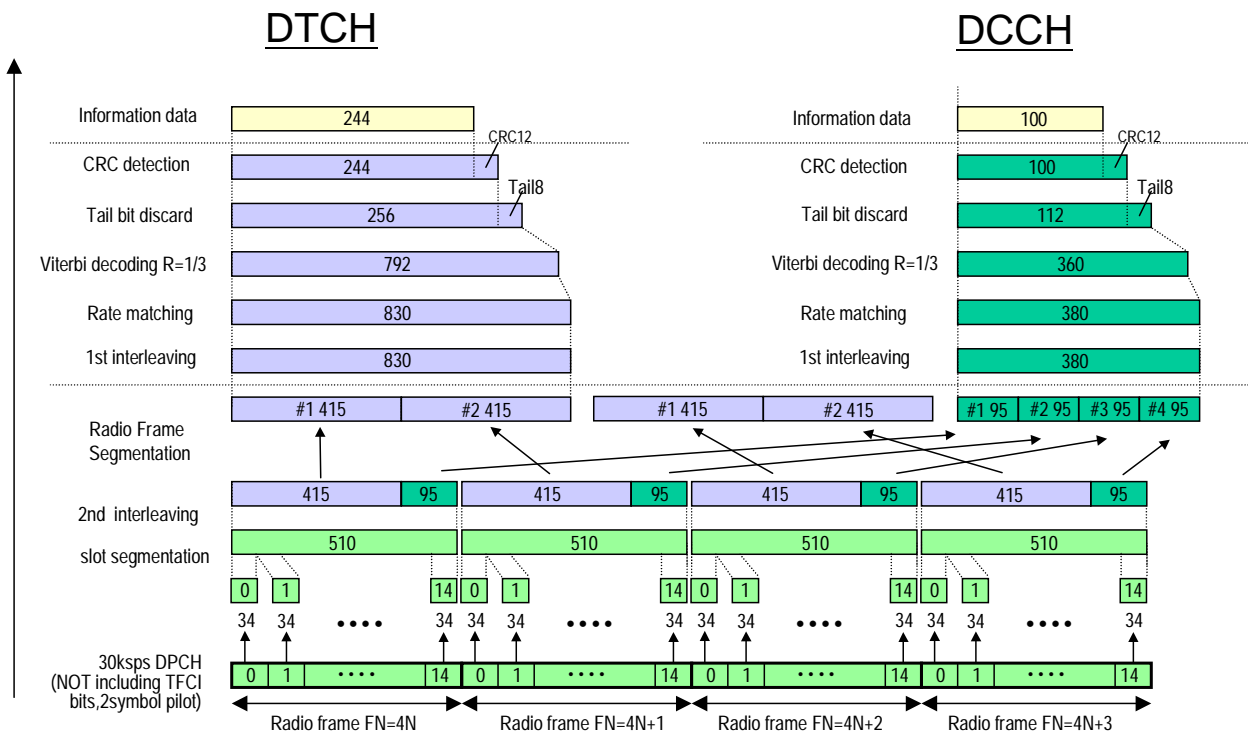 DTCH DCCH
Information data 244 Information data 100
CRC12 CRC12
CRC detection 244 CRC detection 100
Tail8 Tail8
Tail bit discard 256 Tail bit discard 112
Viterbi decoding R=1/3 792 Viterbi decoding R=1/3 360
Rate matching 830 Rate matching 380
1st interleaving 830 1st interleaving 380
#1 415 #2 415 #1 415 #2 415 #1 95 #2 95 #3 95 #4 95
Radio Frame
Segmentation
415 95 415 95 415 95 415 95
2nd interleaving
slot segmentation 510 510 510 510
0 1 14 0 1 14 0 1 14 0 1 14
34 34 •••• 34 34 34 •••• 34 34 34 •••• 34 34 34 •••• 34
30ksps DPCH
(NOT including TFCI
bits,2symbol pilot)
0 1 •••• 14 0 1 •••• 14 0 1 •••• 14 0 1 •••• 14
Radio frame FN=4N Radio frame FN=4N+1 Radio frame FN=4N+2 Radio frame FN=4N+3